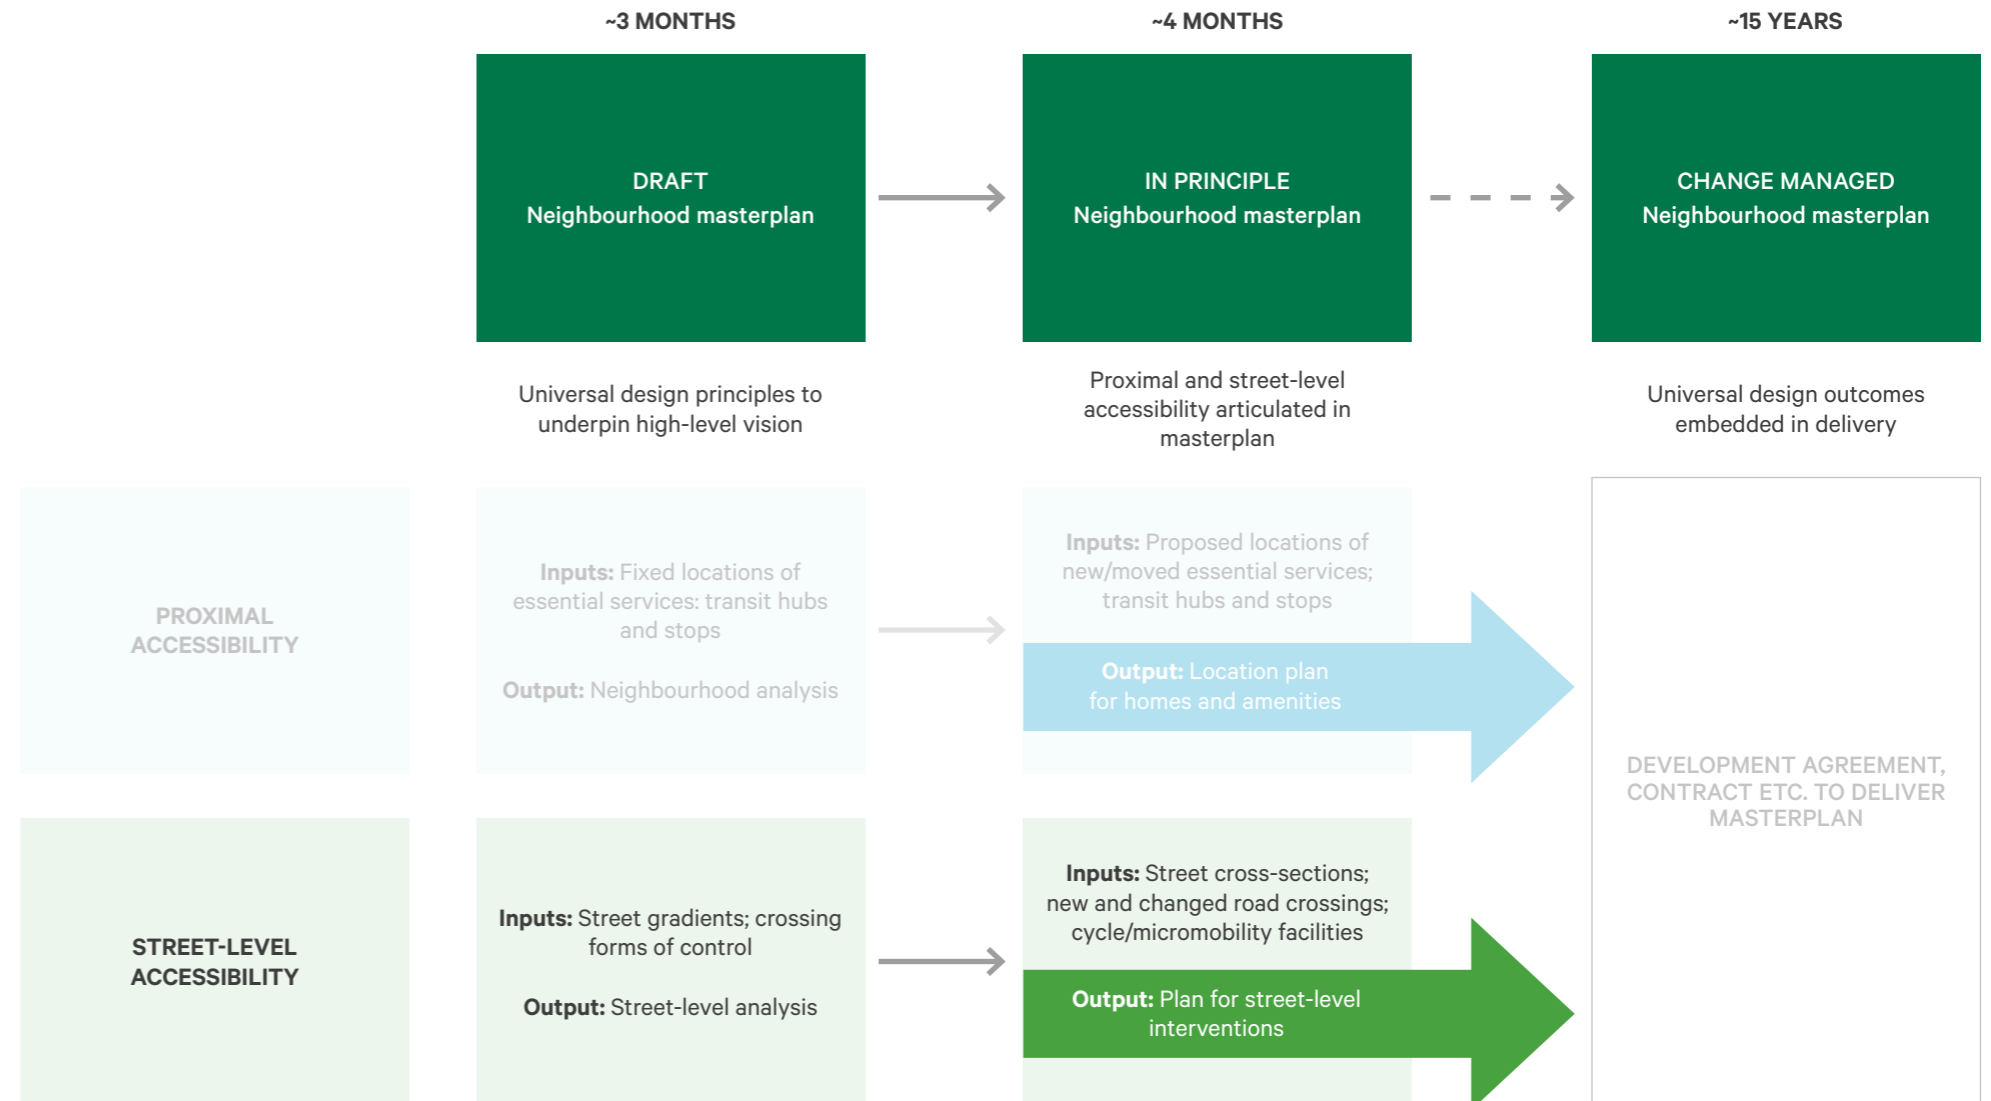 ~3 MONTHS
~4 MONTHS
~15 YEARS
DRAFT
Neighbourhood masterplan
IN PRINCIPLE
Neighbourhood masterplan
CHANGE MANAGED
Neighbourhood masterplan
Universal design principles to
underpin high-level vision
Proximal and street-level
accessibility articulated in
masterplan
Universal design outcomes
embedded in delivery
PROXIMAL
ACCESSIBILITY
Inputs: Fixed locations of
essential services: transit hubs
and stops
Output: Neighbourhood analysis
Inputs: Proposed locations of
new/moved essential services;
transit hubs and stops
Output: Location plan
for homes and amenities
DEVELOPMENT AGREEMENT,
CONTRACT ETC. TO DELIVER
MASTERPLAN
STREET-LEVEL
ACCESSIBILITY
Inputs: Street gradients; crossing
forms of control
Output: Street-level analysis
Inputs: Street cross-sections;
new and changed road crossings;
cycle/micromobility facilities
Output: Plan for street-level
interventions